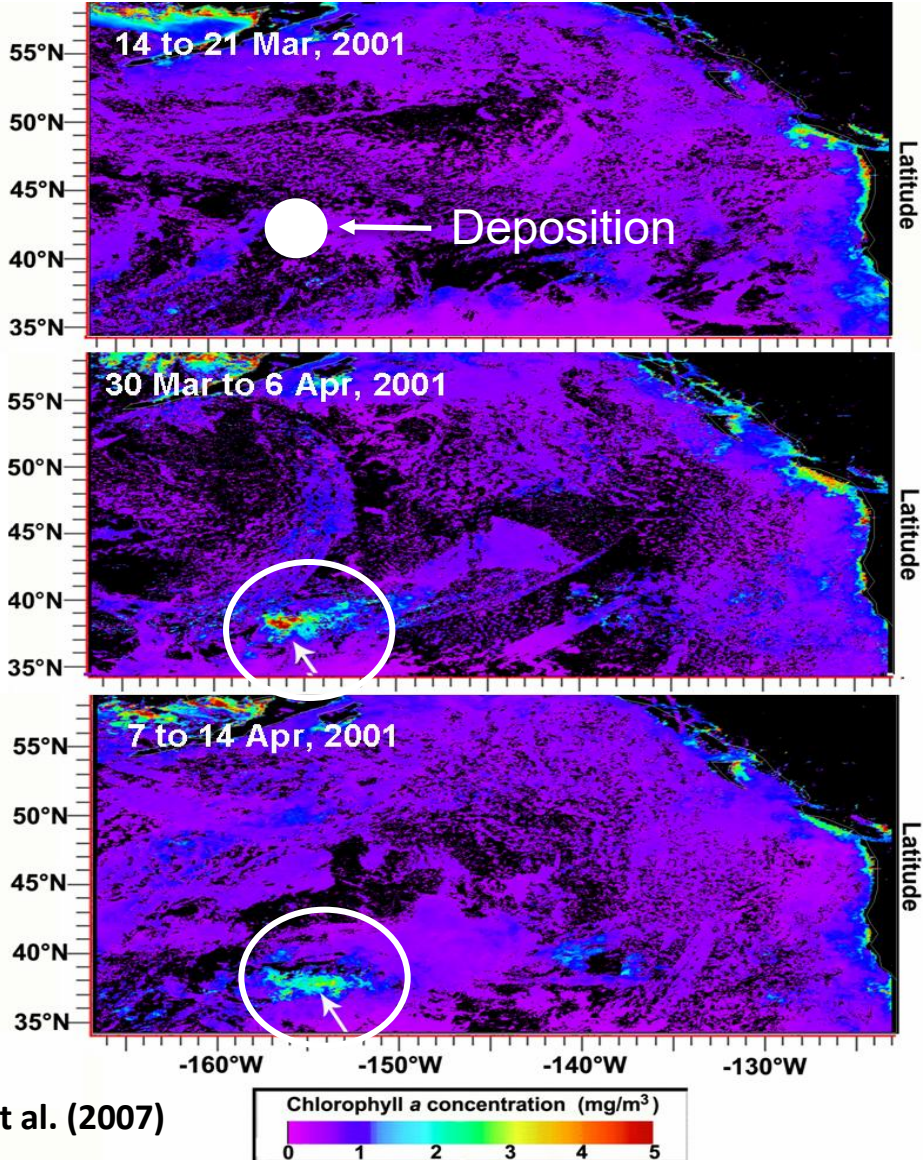 14 to 21 Mar, 2001
55°N
50°N
45°N
40°N
35°N
Latitude
Deposition
30 Mar to 6 Apr, 2001
55°N
50°N
45°N
40°N
35°N
Latitude
7 to 14 Apr, 2001
55°N
50°N
45°N
40°N
35°N
Latitude
-160°W -150°W -140°W -130°W
t al. (2007)
Chlorophyll a concentration (mg/m³)
0 1 2 3 4 5